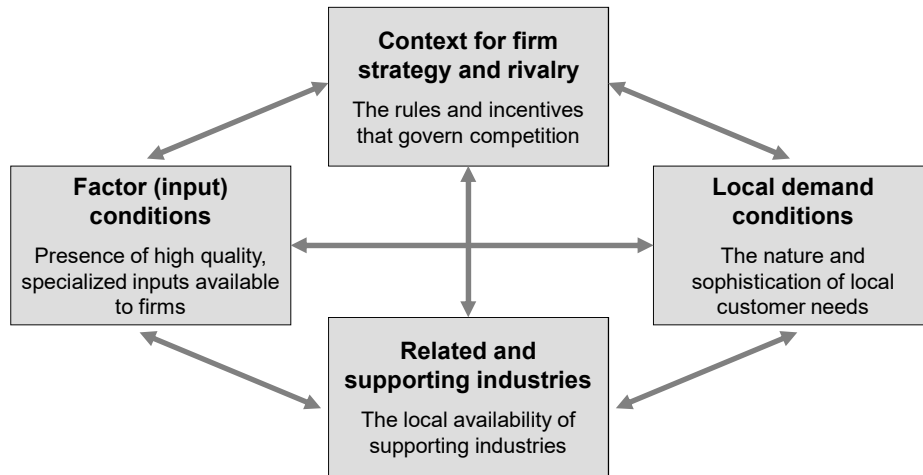 Context for firm
strategy and rivalry
The rules and incentives
that govern competition
Factor (input)
conditions
Presence of high quality,
specialized inputs available
to firms
Local demand
conditions
The nature and
sophistication of local
customer needs
Related and
supporting industries
The local availability of
supporting industries